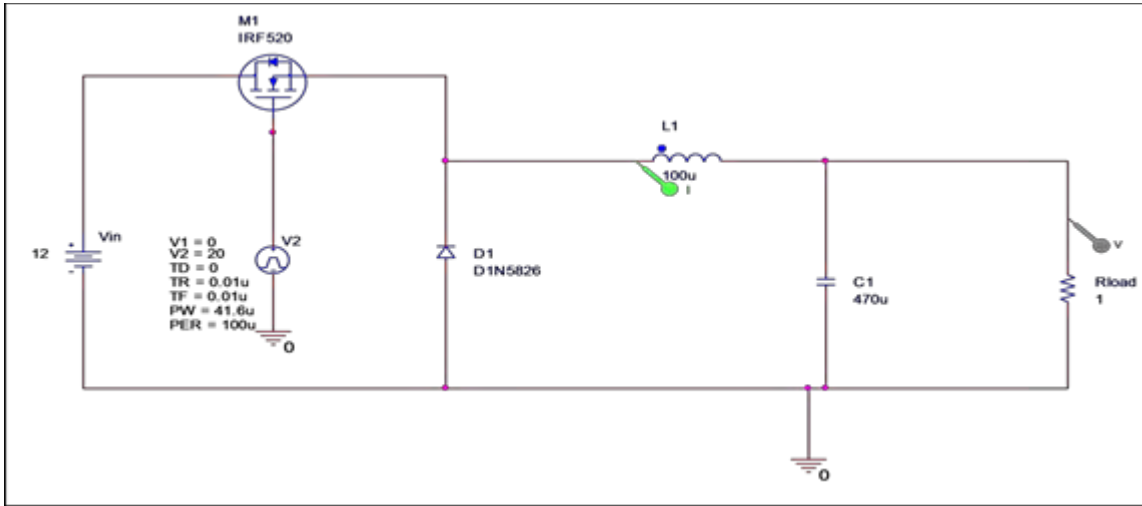 M1
IRF520
L1
100u
I
12
+
Vin
-
V1 = 0
V2 = 20
TD = 0
TR = 0.01u
TF = 0.01u
PW = 41.6u
PER = 100u
V2
0
D1
D1N5826
C1
470u
V
Rload
1
0